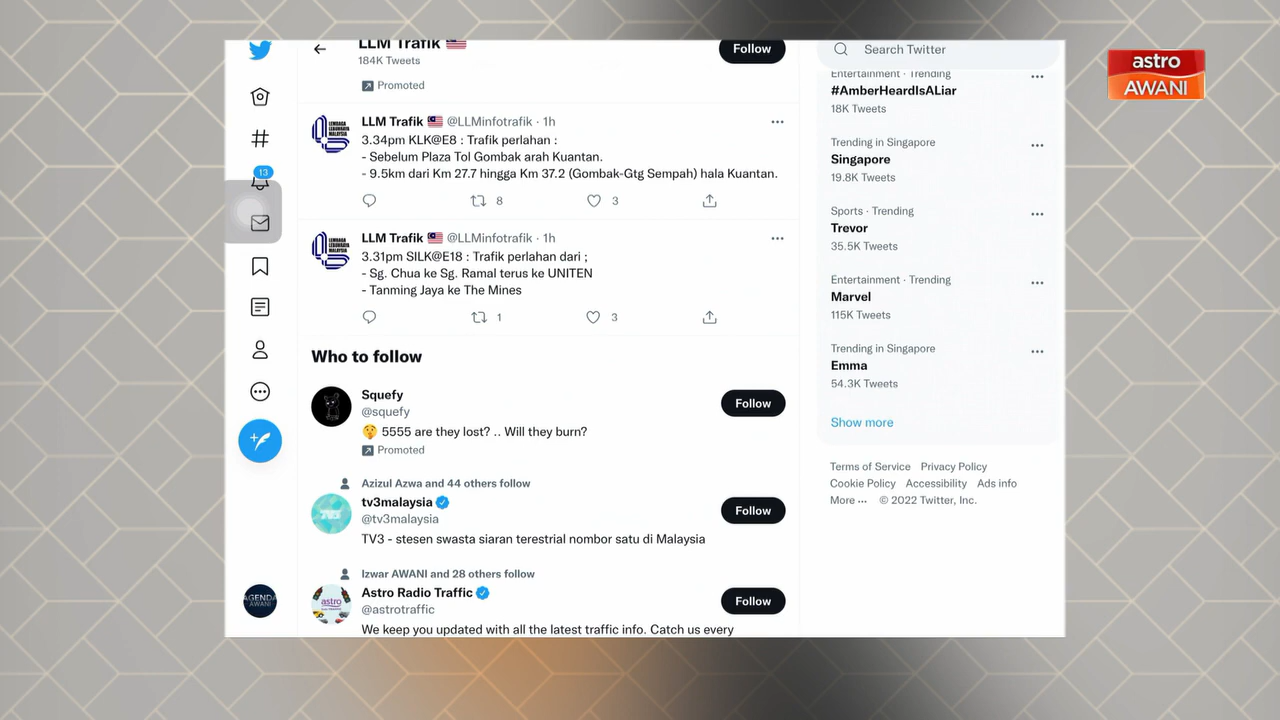 LLM Trafik
184K Tweets
Follow
Promoted
LLM Trafik @LLMinfotrafik · 1h
3.34pm KLK@E8 : Trafik perlahan :
- Sebelum Plaza Tol Gombak arah Kuantan.
- 9.5km dari Km 27.7 hingga Km 37.2 (Gombak-Gtg Sempah) hala Kuantan.
8 3
LEMBAGA LEBUHRAYA MALAYSIA
LLM Trafik @LLMinfotrafik · 1h
3.31pm SILK@E18 : Trafik perlahan dari ;
- Sg. Chua ke Sg. Ramal terus ke UNITEN
- Tanming Jaya ke The Mines
1 3
LEMBAGA LEBUHRAYA MALAYSIA
Who to follow
Squefy
@squefy
Follow
5555 are they lost? .. Will they burn?
Promoted
Azizul Azwa and 44 others follow
tv3malaysia
@tv3malaysia
Follow
TV3 - stesen swasta siaran terestrial nombor satu di Malaysia
Izwar AWANI and 28 others follow
Astro Radio Traffic
@astrotraffic
Follow
astro
We keep you updated with all the latest traffic info. Catch us every
13
AGENDA
AWANI
Search Twitter
Entertainment · Trending
#AmberHeardIsALiar
18K Tweets
Trending in Singapore
Singapore
19.8K Tweets
Sports · Trending
Trevor
35.5K Tweets
Entertainment · Trending
Marvel
115K Tweets
Trending in Singapore
Emma
54.3K Tweets
Show more
Terms of Service Privacy Policy
Cookie Policy Accessibility Ads info
More ··· © 2022 Twitter, Inc.
astro
AWANI